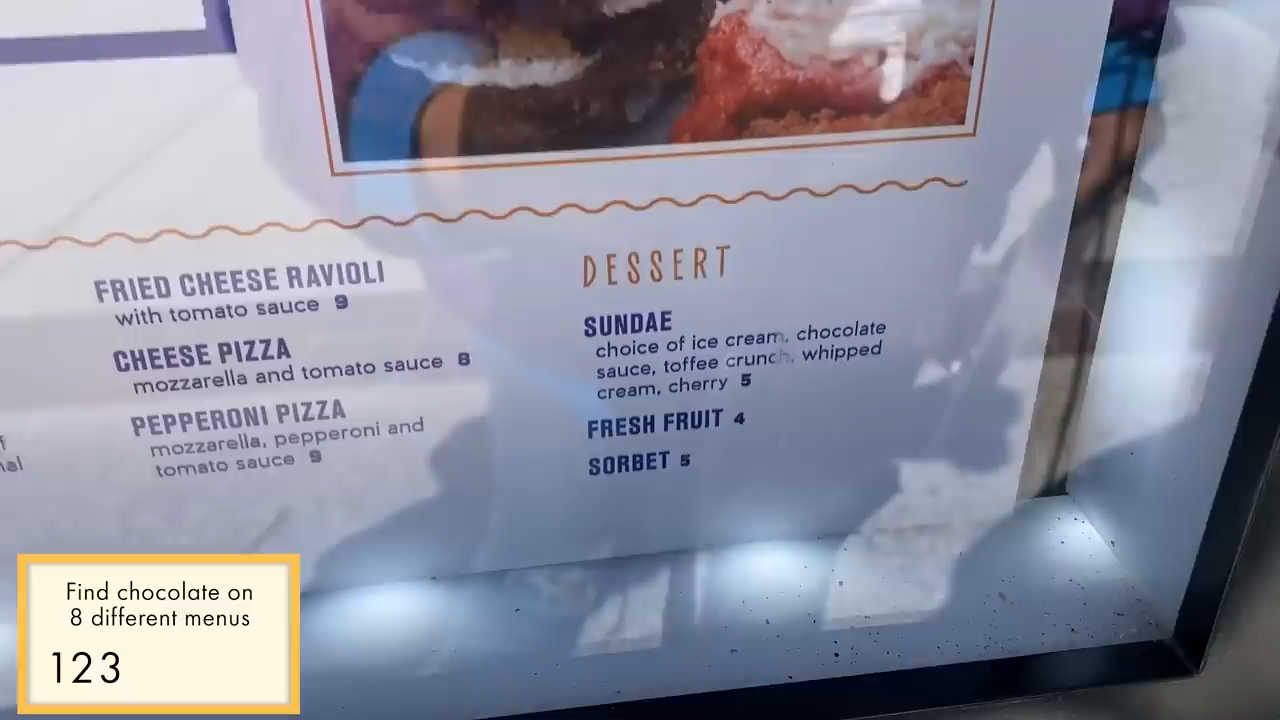 FRIED CHEESE RAVIOLI
with tomato sauce 9
CHEESE PIZZA
mozzarella and tomato sauce 8
PEPPERONI PIZZA
mozzarella, pepperoni and
tomato sauce 9
DESSERT
SUNDAE
choice of ice cream, chocolate
sauce, toffee crunch, whipped
cream, cherry 5
FRESH FRUIT 4
SORBET 5
Find chocolate on
8 different menus
123